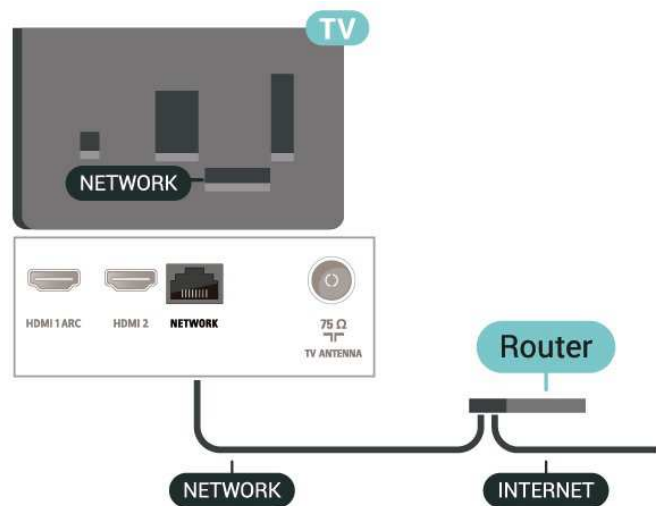 TV
NETWORK
HDMI 1 ARC
HDMI 2
NETWORK
75 Ω
TV ANTENNA
Router
NETWORK
INTERNET